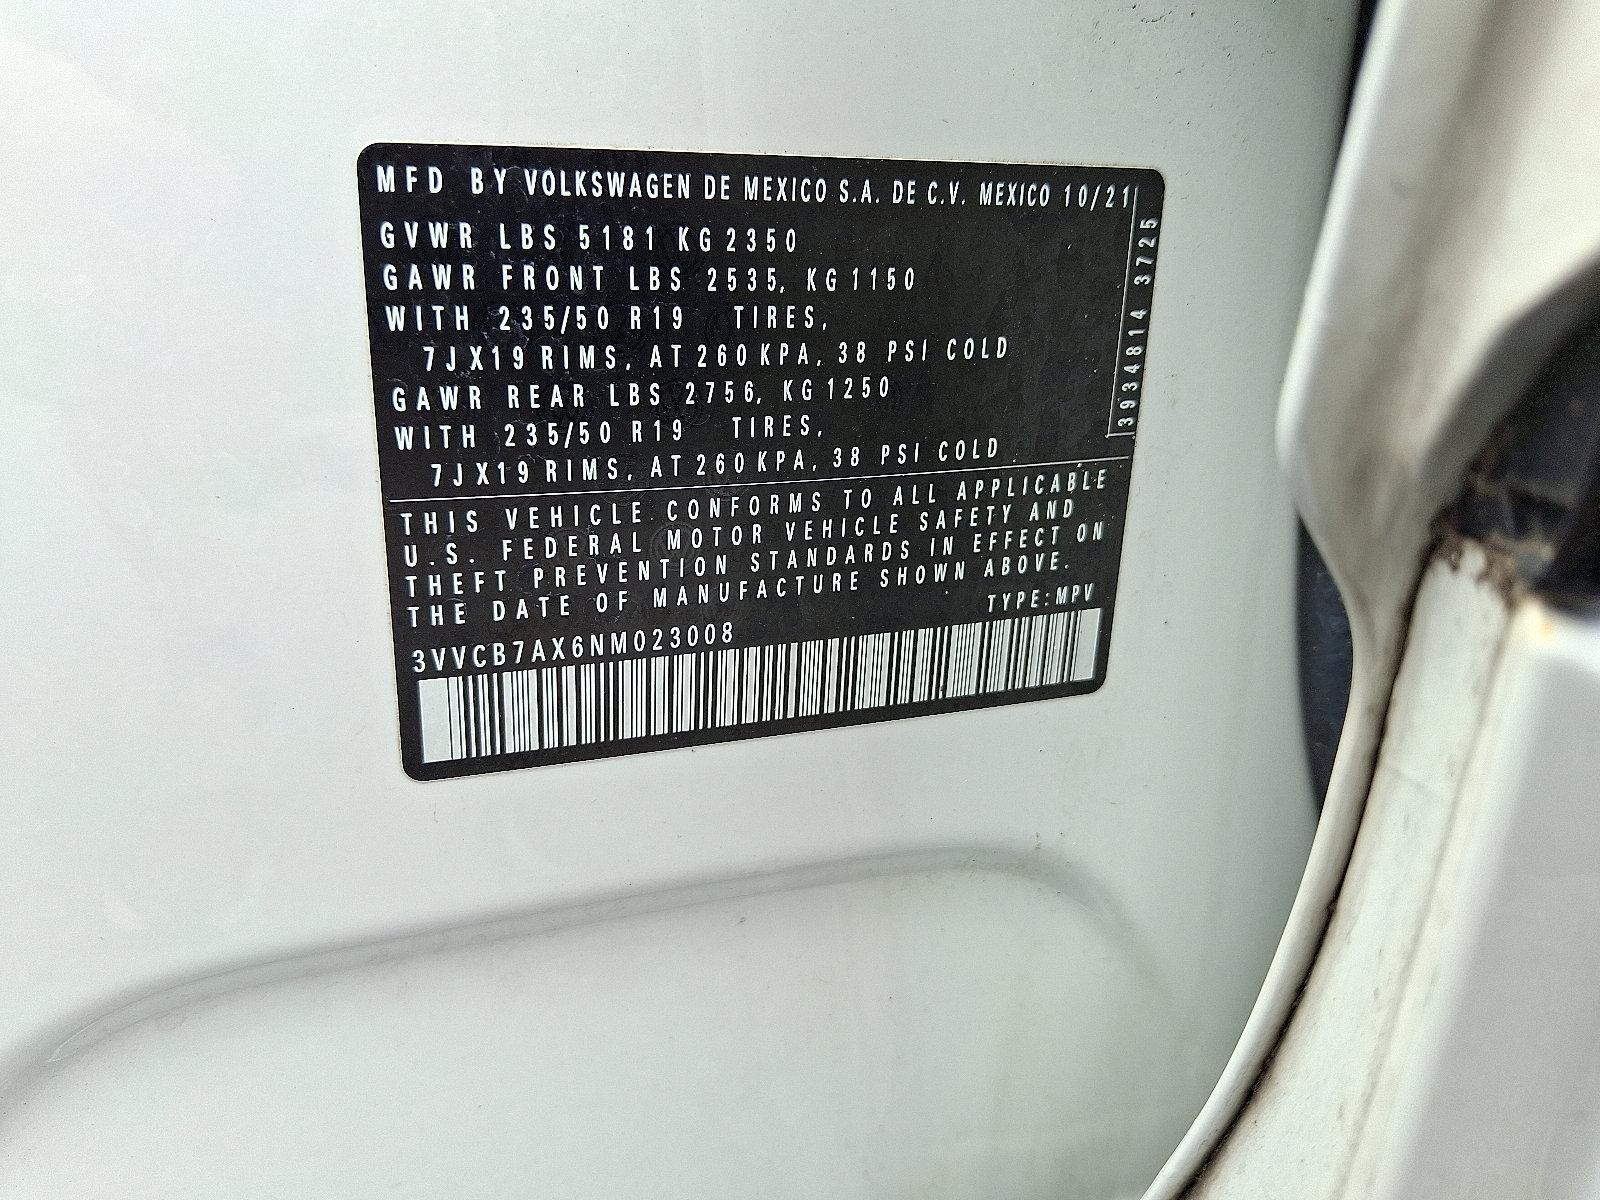 MFD BY VOLKSWAGEN DE MEXICO S.A. DE C.V. MEXICO 10/21
GVWR LBS 5181 KG 2350
GAWR FRONT LBS 2535, KG 1150
WITH 235/50 R19 TIRES,
7J X19 RIMS, AT 260 KPA, 38 PSI COLD
GAWR REAR LBS 2756, KG 1250
WITH 235/50 R19 TIRES,
7J X19 RIMS, AT 260 KPA, 38 PSI COLD
3934814 3725
THIS VEHICLE CONFORMS TO ALL APPLICABLE
U.S. FEDERAL MOTOR VEHICLE SAFETY AND
THEFT PREVENTION STANDARDS IN EFFECT ON
THE DATE OF MANUFACTURE SHOWN ABOVE.
TYPE: MPV
3VVCB7AX6NM023008